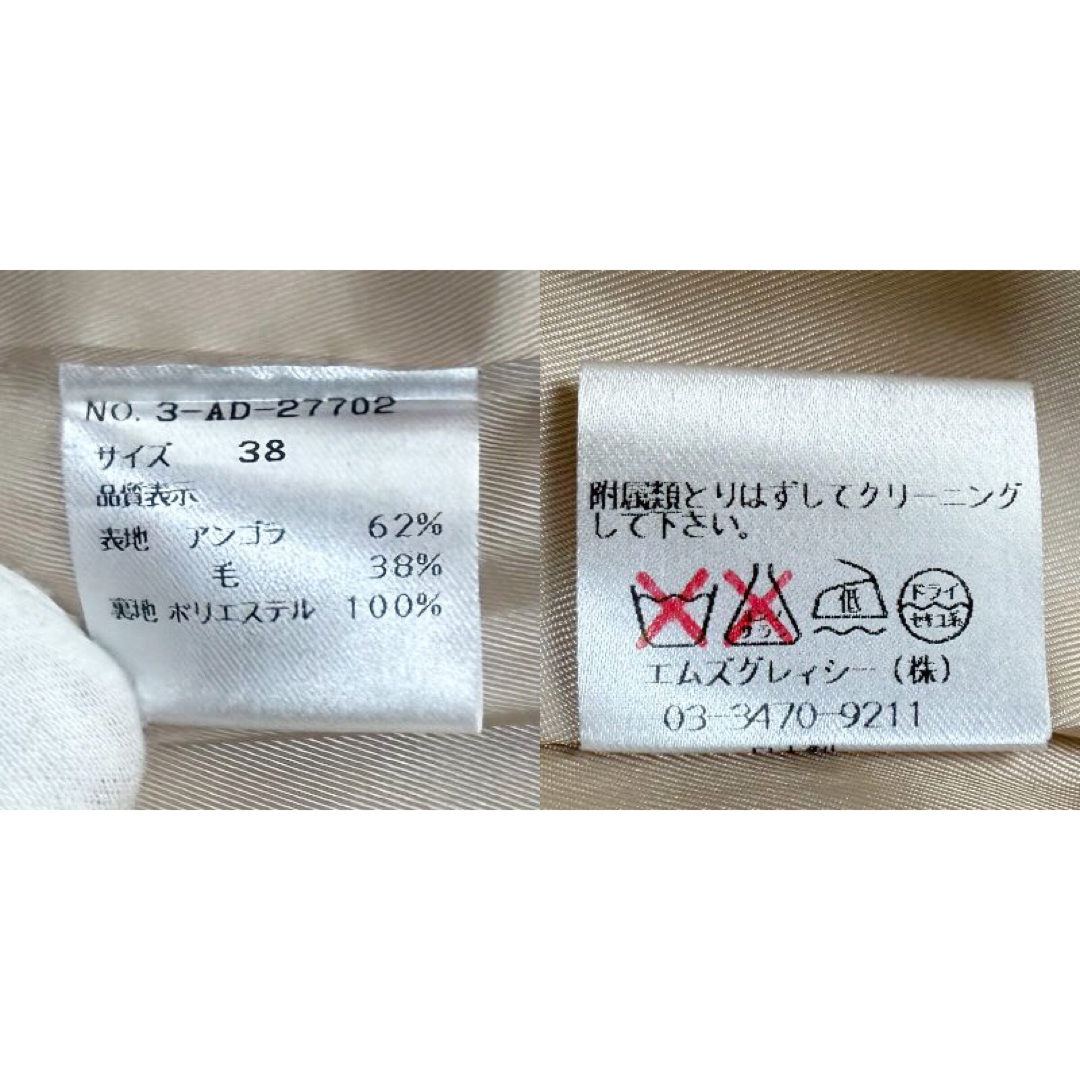 NO. 3-AD-27702
サイズ 38
品質表示
表地 アンゴラ 62%
毛 38%
裏地 ポリエステル 100%
附属類とりはずしてクリーニング
して下さい。
低 ドライ
セキユ系
エムズグレィシー(株)
03-3470-9211